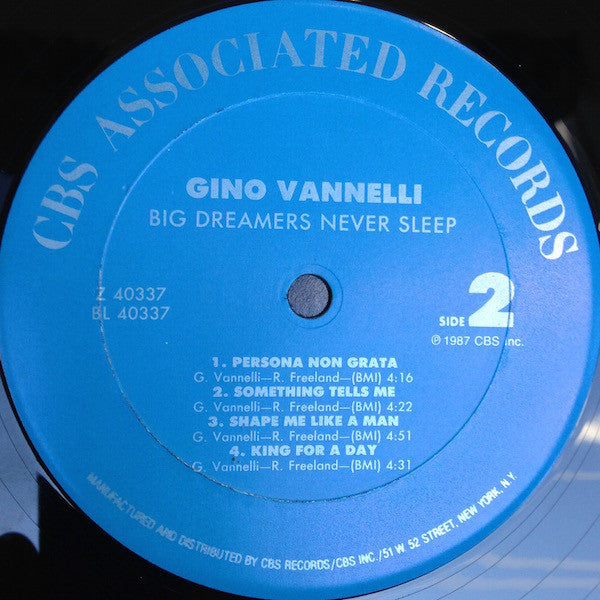 CBS ASSOCIATED RECORDS
GINO VANNELLI
BIG DREAMERS NEVER SLEEP
Z 40337
BL 40337
SIDE 2
℗ 1987 CBS Inc.
1. PERSONA NON GRATA
G. Vannelli—R. Freeland—(BMI) 4:16
2. SOMETHING TELLS ME
G. Vannelli—R. Freeland—(BMI) 4:22
3. SHAPE ME LIKE A MAN
G. Vannelli—R. Freeland—(BMI) 4:51
4. KING FOR A DAY
G. Vannelli—R. Freeland—(BMI) 4:31
MANUFACTURED AND DISTRIBUTED BY CBS RECORDS/CBS INC./51 W 52 STREET, NEW YORK, N.Y.